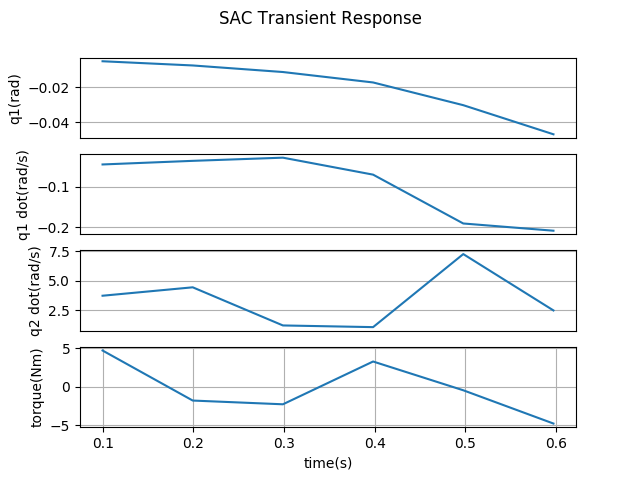 SAC Transient Response
q1(rad)
−0.02
−0.04
q1 dot(rad/s)
−0.1
−0.2
q2 dot(rad/s)
7.5
5.0
2.5
torque(Nm)
5
0
−5
0.1 0.2 0.3 0.4 0.5 0.6
time(s)